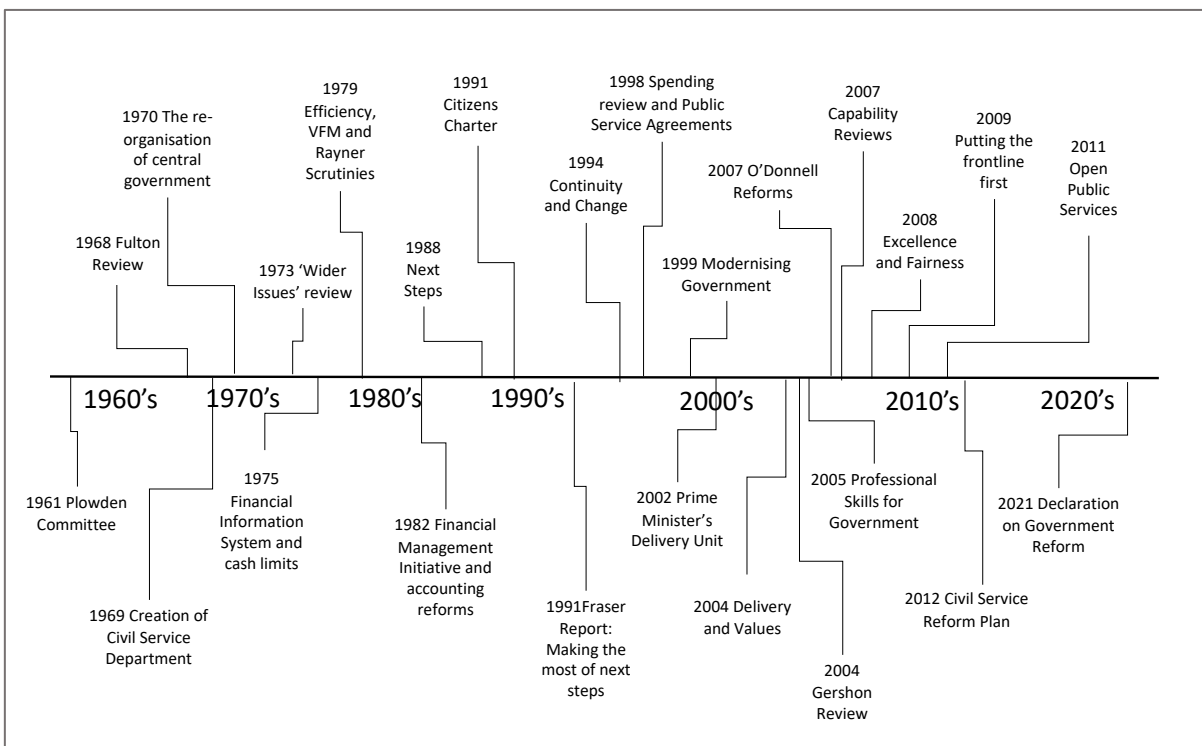 1979
Efficiency,
VFM and
Rayner
Scrutinies
1991
Citizens
Charter
1998 Spending
review and Public
Service Agreements
2007
Capability
Reviews
1970 The re-
organisation
of central
government
2009
Putting the
frontline
first
2011
Open
Public
Services
1994
Continuity
and Change
2007 O’Donnell
Reforms
1968 Fulton
Review
1973 ‘Wider
Issues’ review
1988
Next
Steps
1999 Modernising
Government
2008
Excellence
and Fairness
1960’s
1970’s
1980’s
1990’s
2000’s
2010’s
2020’s
1961 Plowden
Committee
1975
Financial
Information
System and
cash limits
1982 Financial
Management
Initiative and
accounting
reforms
2002 Prime
Minister’s
Delivery Unit
2005 Professional
Skills for
Government
2021 Declaration
on Government
Reform
1969 Creation of
Civil Service
Department
1991Fraser
Report:
Making the
most of next
steps
2004 Delivery
and Values
2012 Civil Service
Reform Plan
2004
Gershon
Review